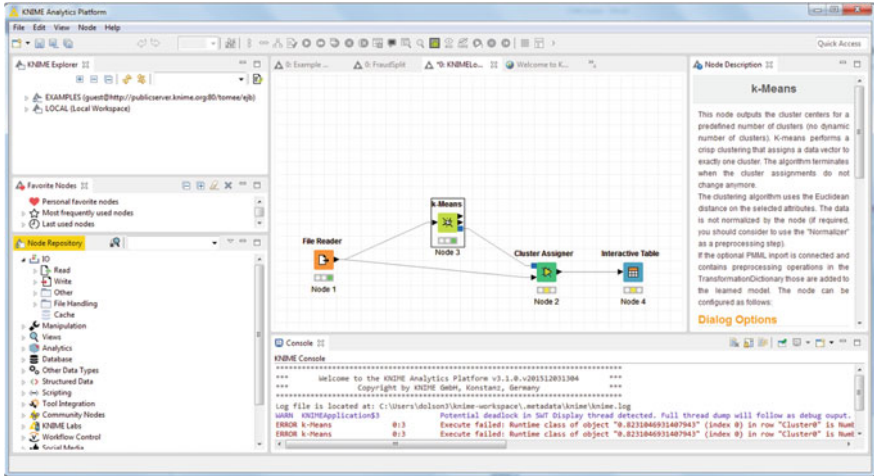 KNIME Analytics Platform
File Edit View Node Help
Quick Access
KNIME Explorer
EXAMPLES (guest@http://publicserver.knime.org:80/tomee/ejb)
LOCAL (Local Workspace)
Favorite Nodes
Personal favorite nodes
Most frequently used nodes
Last used nodes
Node Repository
IO
Read
Write
Other
File Handling
Cache
Manipulation
Views
Analytics
Database
Other Data Types
Structured Data
Scripting
Tool Integration
Community Nodes
KNIME Labs
Workflow Control
Social Media
0: Example ...
0: FraudSplit
*0: KNIMELo...
Welcome to K...
k-Means
Node 3
File Reader
Node 1
Cluster Assigner
Node 2
Interactive Table
Node 4
Node Description
k-Means
This node outputs the cluster centers for a
predefined number of clusters (no dynamic
number of clusters). K-means performs a
crisp clustering that assigns a data vector to
exactly one cluster. The algorithm terminates
when the cluster assignments do not
change anymore.
The clustering algorithm uses the Euclidean
distance on the selected attributes. The data
is not normalized by the node (if required,
you should consider to use the "Normalizer"
as a preprocessing step).
If the optional PMML inport is connected and
contains preprocessing operations in the
TransformationDictionary those are added to
the learned model. The node can be
configured as follows:
Dialog Options
Console
KNIME Console
*** Welcome to the KNIME Analytics Platform v3.1.0.v201512031304 ***
*** Copyright by KNIME GmbH, Konstanz, Germany ***
Log file is located at: C:\Users\dolson3\knime-workspace\.metadata\knime\knime.log
WARN KNIMEApplication$3 Potential deadlock in SWT Display thread detected. Full thread dump will follow as debug ouput.
ERROR k-Means 0:3 Execute failed: Runtime class of object "0.8231046931407943" (index 0) in row "Cluster0" is Numb
ERROR k-Means 0:3 Execute failed: Runtime class of object "0.8231046931407943" (index 0) in row "Cluster0" is Numb